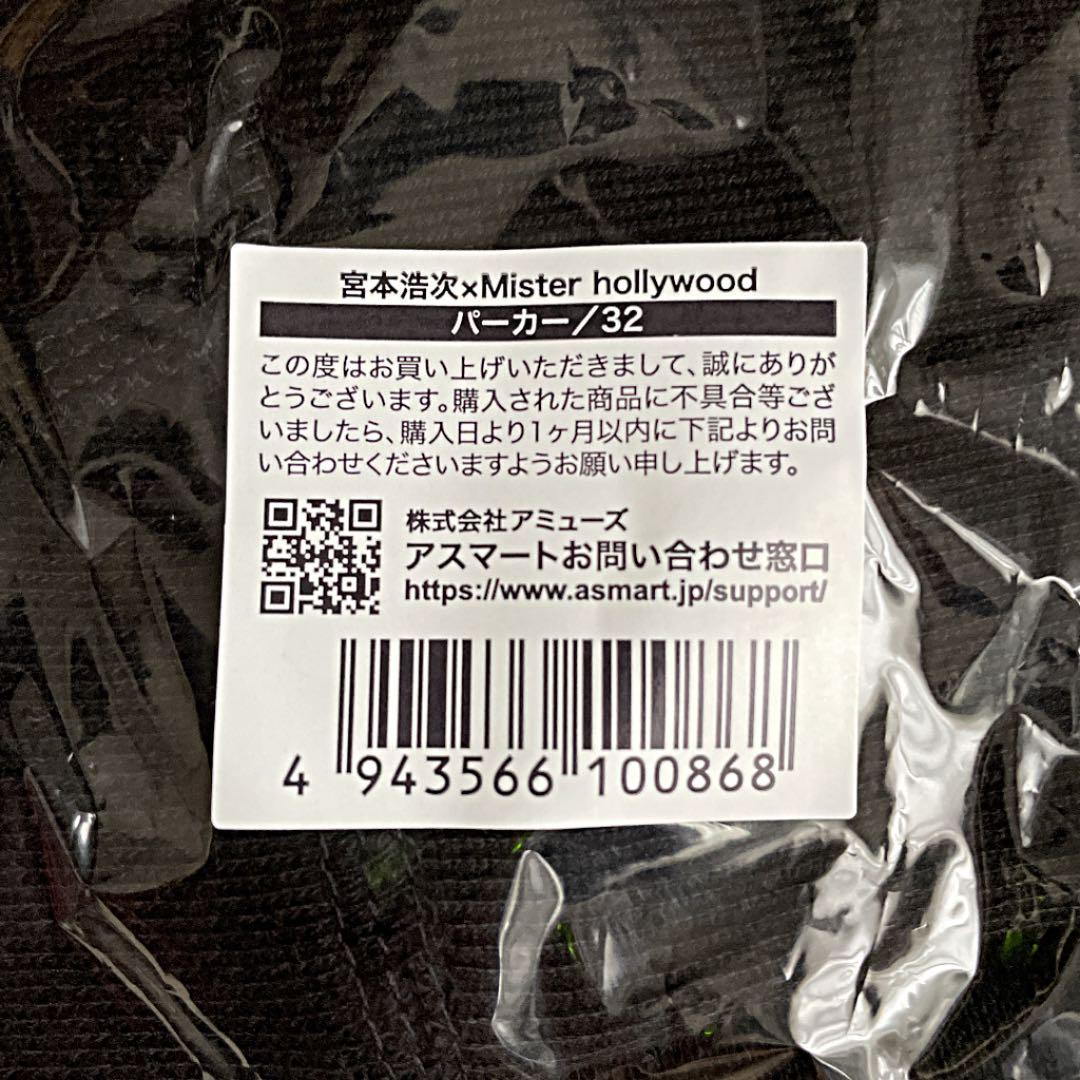 宮本浩次×Mister hollywood
パーカー／32
この度はお買い上げいただきまして、誠にありが
とうございます。購入された商品に不具合等ござ
いましたら、購入日より1ヶ月以内に下記よりお問
い合わせくださいますようお願い申し上げます。
株式会社アミューズ
アスマートお問い合わせ窓口
https://www.asmart.jp/support/
4 943566 100868